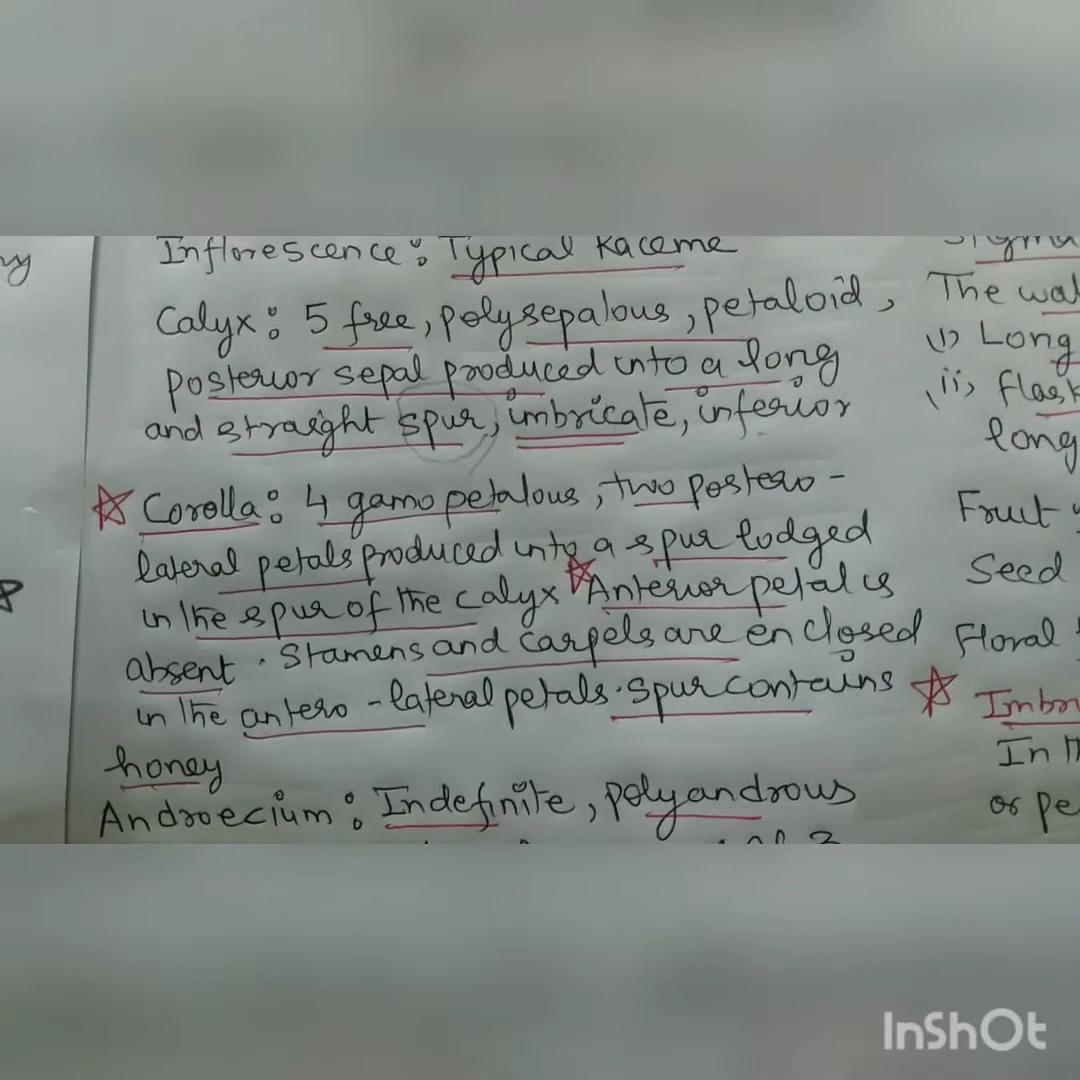 ny
Inflorescence: Typical Raceme
Calyx: 5 free, polysepalous, petaloid,
posterior sepal produced into a long
and straight spur, imbricate, inferior
Corolla: 4 gamopetalous, two postero-
lateral petals produced into a spur lodged
in the spur of the calyx Anterior petal is
absent. Stamens and carpels are enclosed
in the antero-lateral petals. Spur contains
honey
Androecium: Indefinite, polyandrous
The wal
(i) Long
(ii) flask
long
Fruit
Seed
Floral
Imbri
In th
or pe
InShOt